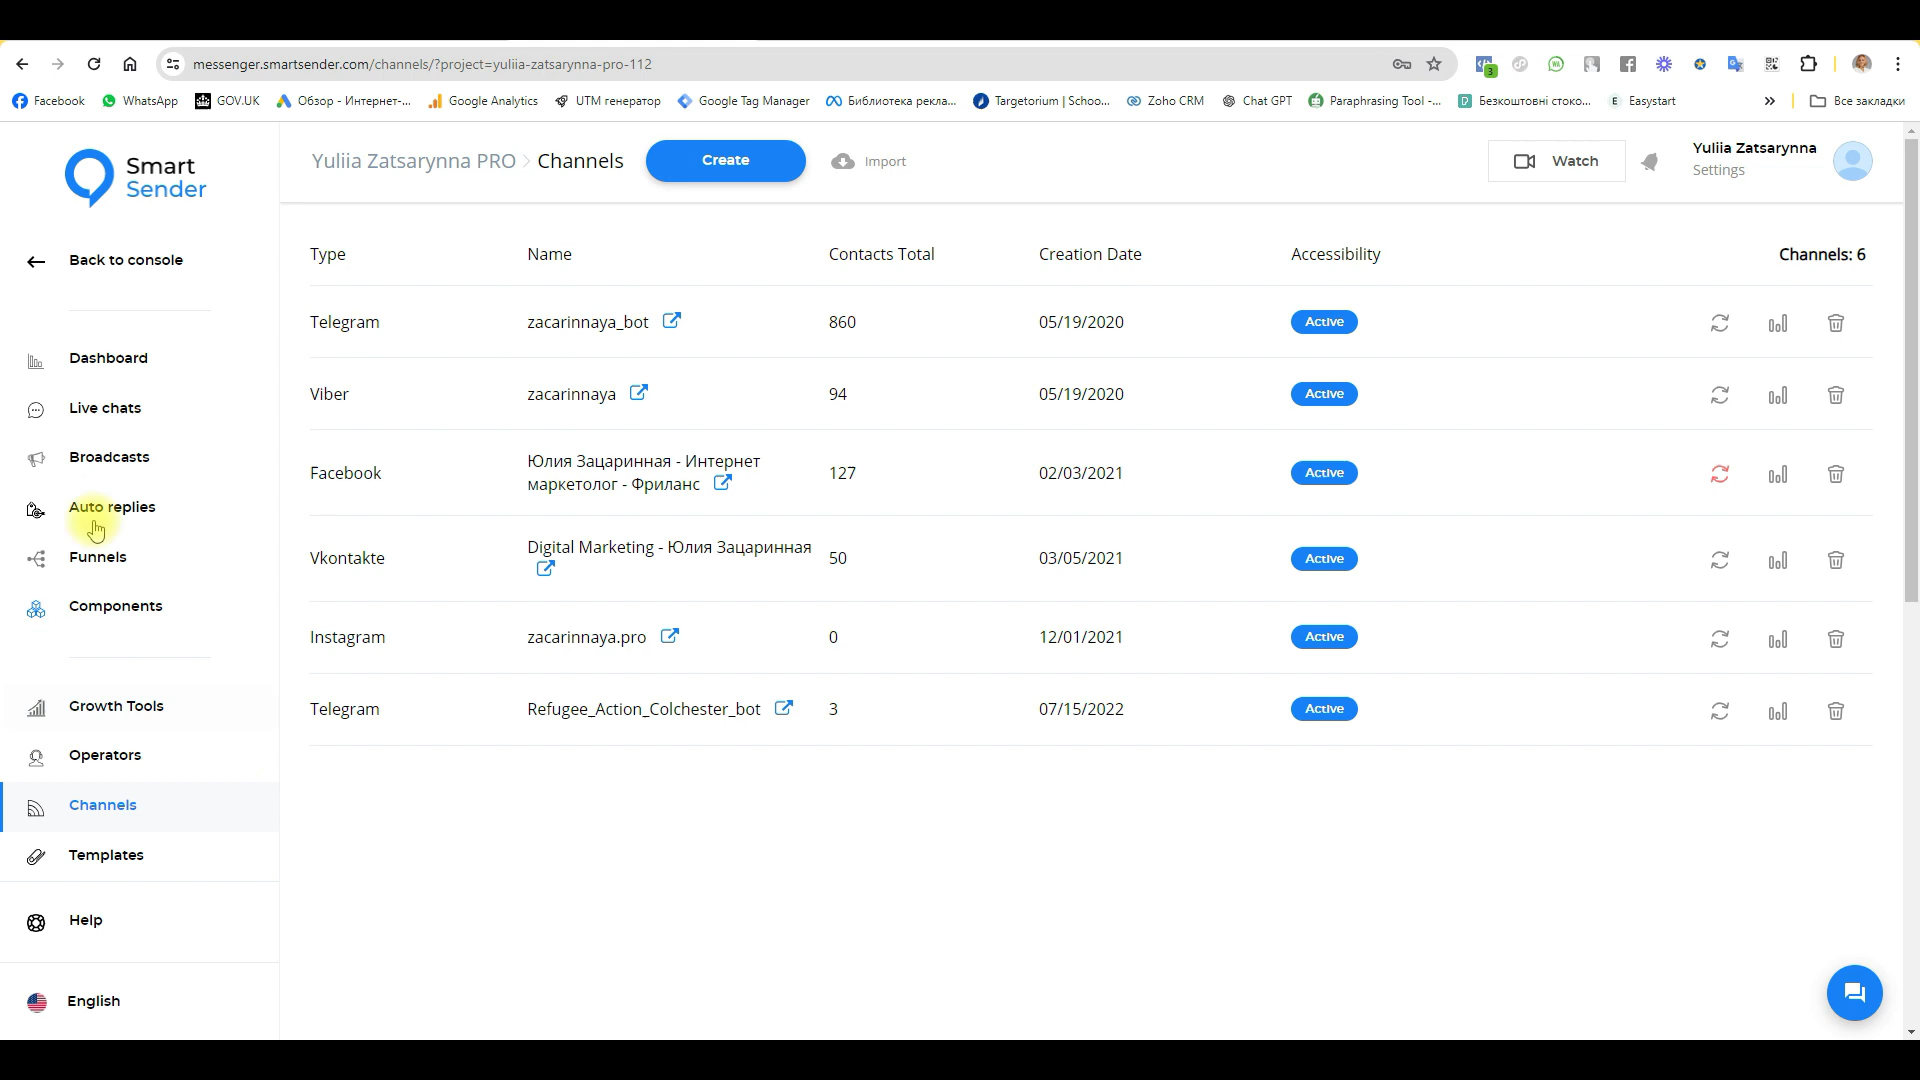 messenger.smartsender.com/channels/?project=yuliia-zatsarynna-pro-112
3
Facebook WhatsApp GOV.UK Обзор - Интернет-... Google Analytics UTM генератор Google Tag Manager Библиотека рекла... Targetorium | Schoo... Zoho CRM Chat GPT Paraphrasing Tool -... Безкоштовні стоко... E Easystart » Все закладки
Smart
Sender
Yuliia Zatsarynna PRO > Channels Create Import Watch
Yuliia Zatsarynna
Settings
Back to console
Dashboard
Live chats
Broadcasts
Auto replies
Funnels
Components
Growth Tools
Operators
Channels
Templates
Help
English
Type Name Contacts Total Creation Date Accessibility Channels: 6
Telegram zacarinnaya_bot 860 05/19/2020 Active
Viber zacarinnaya 94 05/19/2020 Active
Facebook Юлия Зацаринная - Интернет
маркетолог - Фриланс 127 02/03/2021 Active
Vkontakte Digital Marketing - Юлия Зацаринная 50 03/05/2021 Active
Instagram zacarinnaya.pro 0 12/01/2021 Active
Telegram Refugee_Action_Colchester_bot 3 07/15/2022 Active